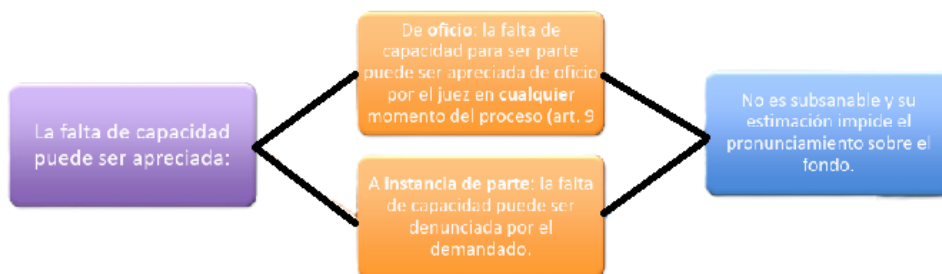 La falta de capacidad
puede ser apreciada:
De oficio: la falta de
capacidad para ser parte
puede ser apreciada de oficio
por el juez en cualquier
momento del proceso (art. 9
A instancia de parte: la falta
de capacidad puede ser
denunciada por el
demandado.
No es subsanable y su
estimación impide el
pronunciamiento sobre el
fondo.